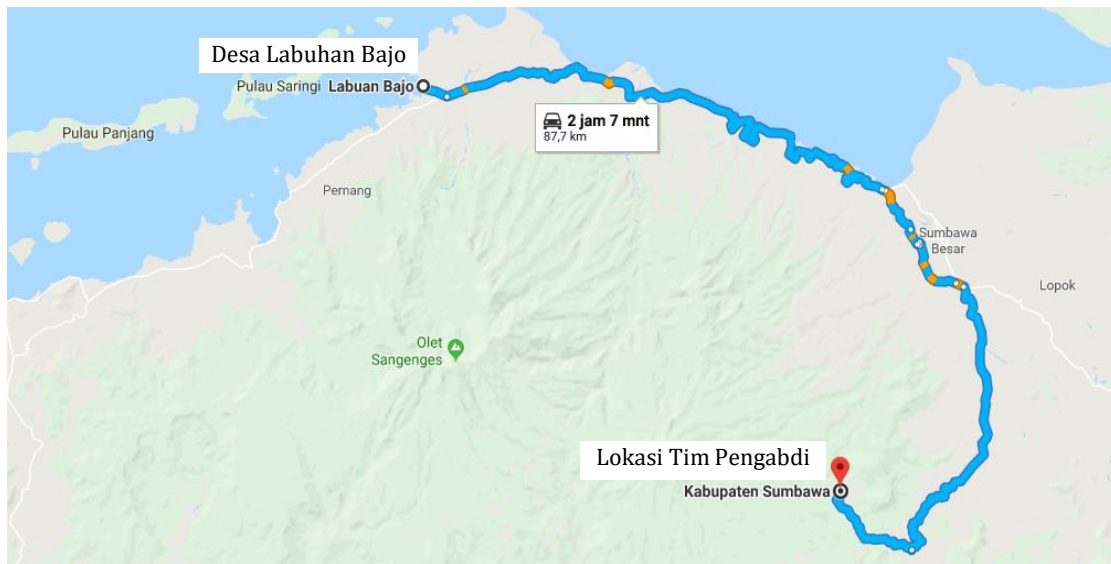 Desa Labuhan Bajo
Pulau Saringi
Labuan Bajo
Pulau Panjang
2 jam 7 mnt
87,7 km
Pernang
Sumbawa
Besar
Lopok
Olet
Sangenges
Lokasi Tim Pengabdi
Kabupaten Sumbawa